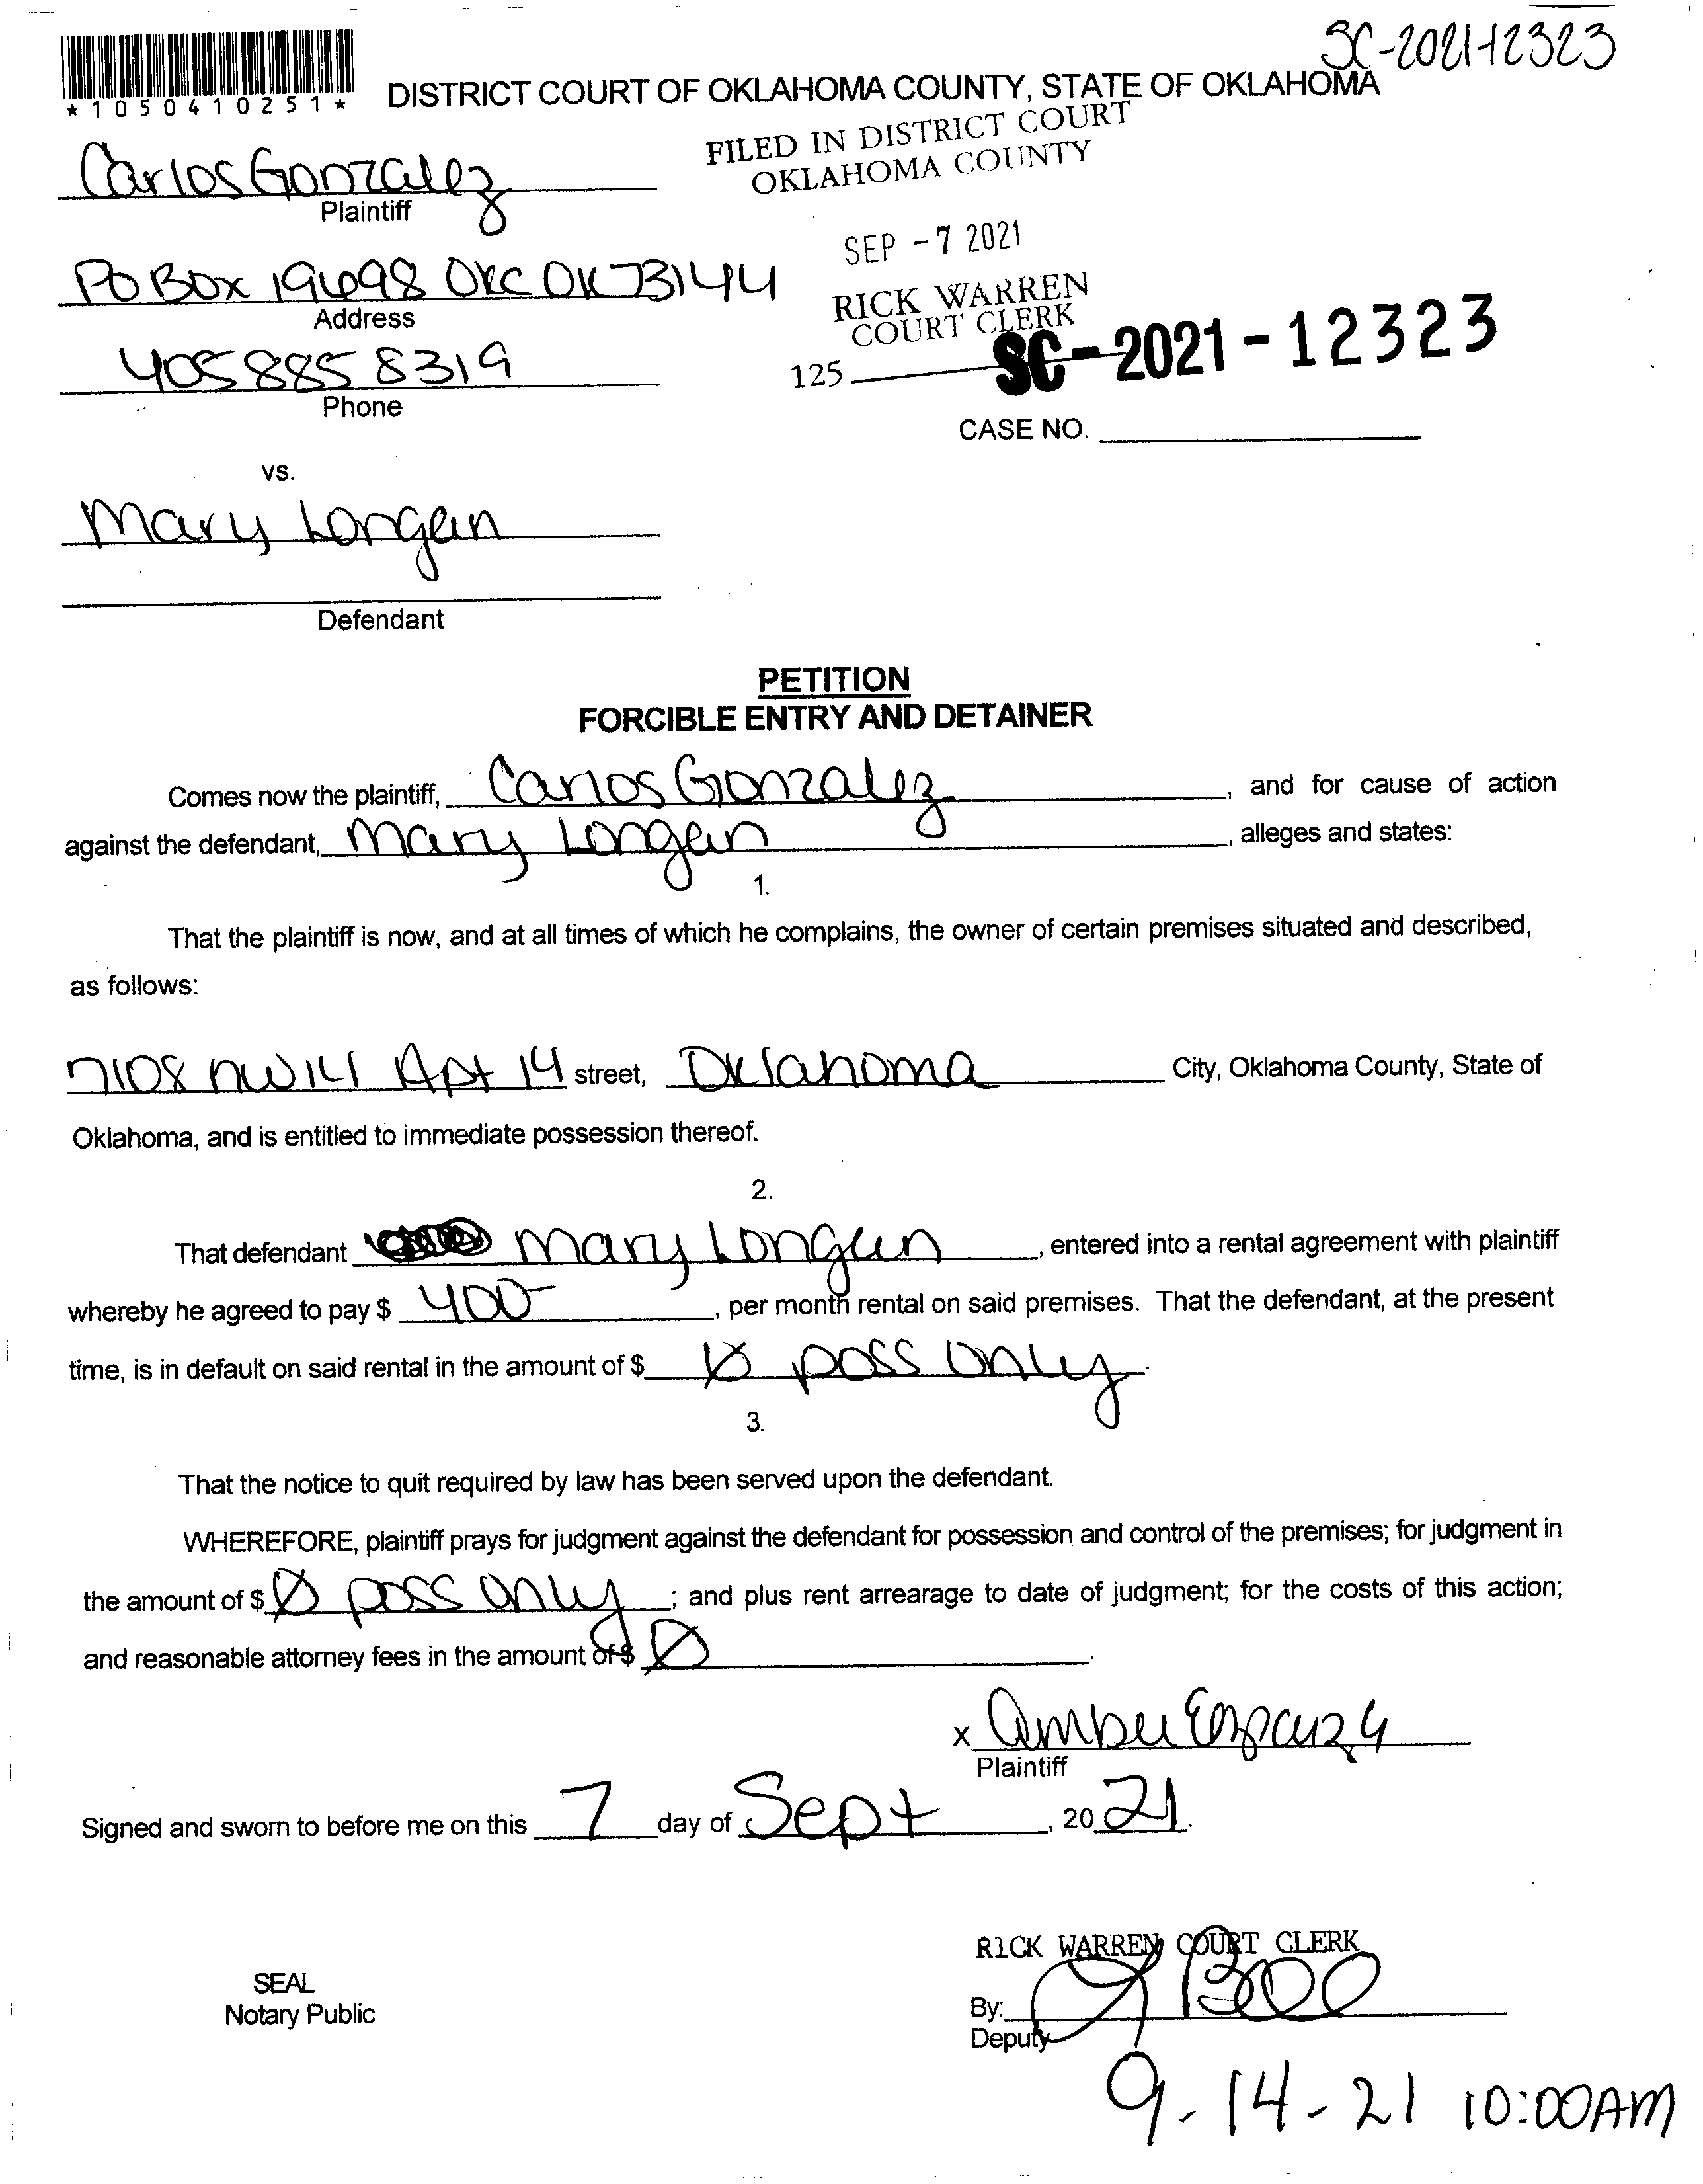 SC-2021-12323
*1050410251*
DISTRICT COURT OF OKLAHOMA COUNTY, STATE OF OKLAHOMA
FILED IN DISTRICT COURT
OKLAHOMA COUNTY
Carlos Gonzalez
Plaintiff
SEP - 7 2021
PO BOX 19698 OKC OK 73144
Address
RICK WARREN
COURT CLERK
405 885 8319
Phone
125
SC-2021-12323
CASE NO.
vs.
Mary Longan
Defendant
PETITION
FORCIBLE ENTRY AND DETAINER
Comes now the plaintiff, Carlos Gonzalez, and for cause of action
against the defendant, Mary Longan, alleges and states:
1.
That the plaintiff is now, and at all times of which he complains, the owner of certain premises situated and described,
as follows:
7108 NW 14 Apt 14 street, Oklahoma City, Oklahoma County, State of
Oklahoma, and is entitled to immediate possession thereof.
2.
That defendant Mary Longan, entered into a rental agreement with plaintiff
whereby he agreed to pay $ 400-, per month rental on said premises. That the defendant, at the present
time, is in default on said rental in the amount of $ Ø poss only.
3.
That the notice to quit required by law has been served upon the defendant.
WHEREFORE, plaintiff prays for judgment against the defendant for possession and control of the premises; for judgment in
the amount of $ Ø poss only; and plus rent arrearage to date of judgment; for the costs of this action;
and reasonable attorney fees in the amount of $ Ø.
x Amber Esparza
Plaintiff
Signed and sworn to before me on this 7 day of Sept, 2021.
RICK WARREN COURT CLERK
SEAL
Notary Public
By:
Deputy
9-14-21 10:00AM